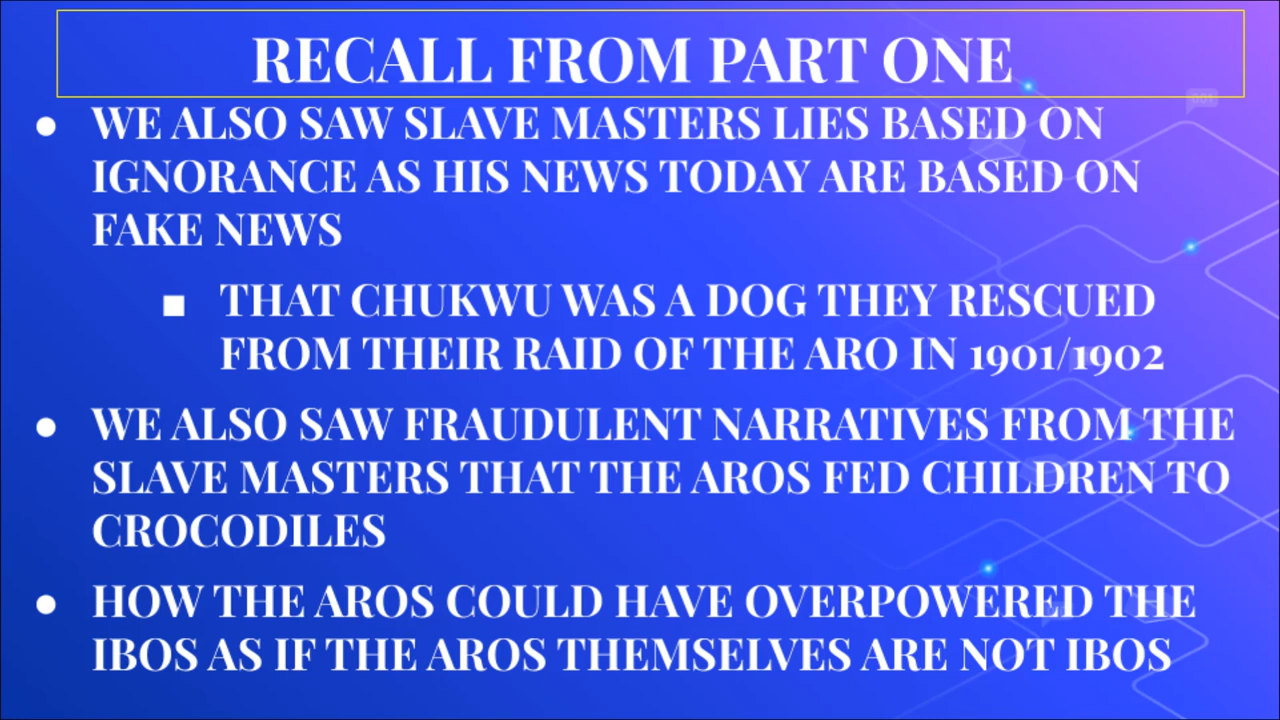 RECALL FROM PART ONE
● WE ALSO SAW SLAVE MASTERS LIES BASED ON
IGNORANCE AS HIS NEWS TODAY ARE BASED ON
FAKE NEWS
■ THAT CHUKWU WAS A DOG THEY RESCUED
FROM THEIR RAID OF THE ARO IN 1901/1902
● WE ALSO SAW FRAUDULENT NARRATIVES FROM THE
SLAVE MASTERS THAT THE AROS FED CHILDREN TO
CROCODILES
● HOW THE AROS COULD HAVE OVERPOWERED THE
IBOS AS IF THE AROS THEMSELVES ARE NOT IBOS